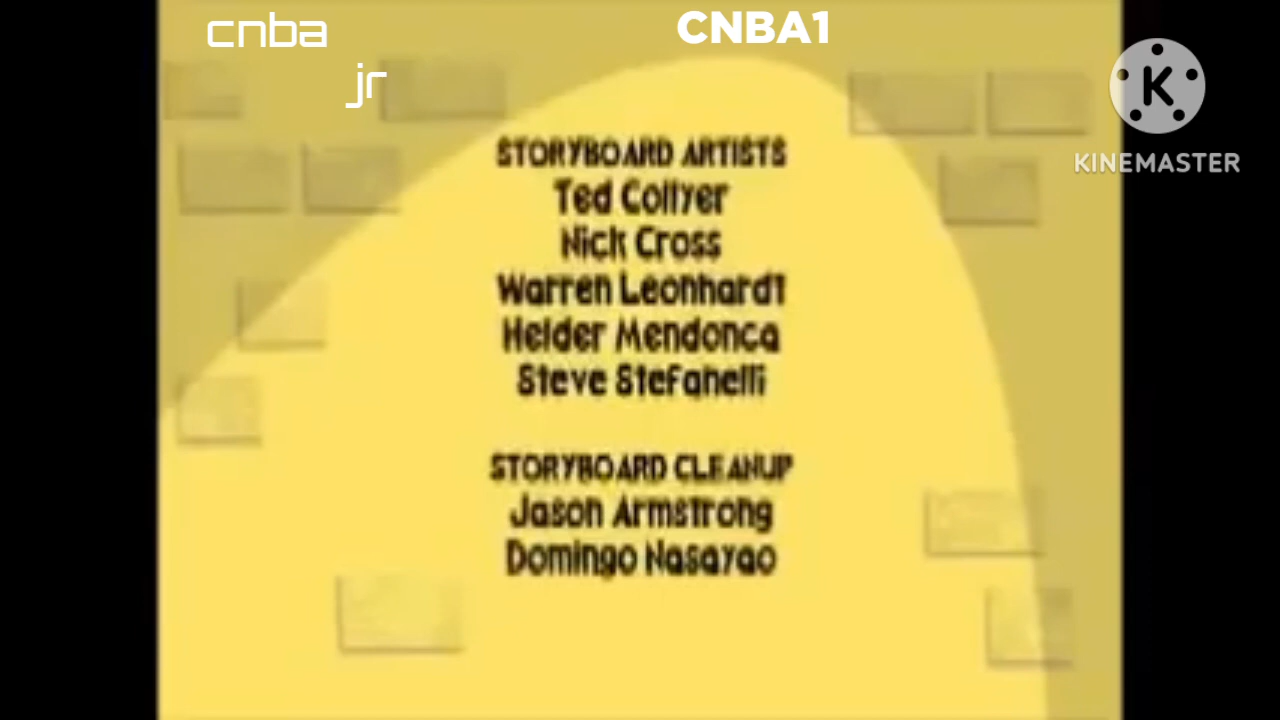 cnba
jr
CNBA1
K
KINEMASTER
STORYBOARD ARTISTS
Ted Collyer
Nick Cross
Warren Leonhardt
Helder Mendonca
Steve Stefanelli
STORYBOARD CLEANUP
Jason Armstrong
Domingo Nasayao